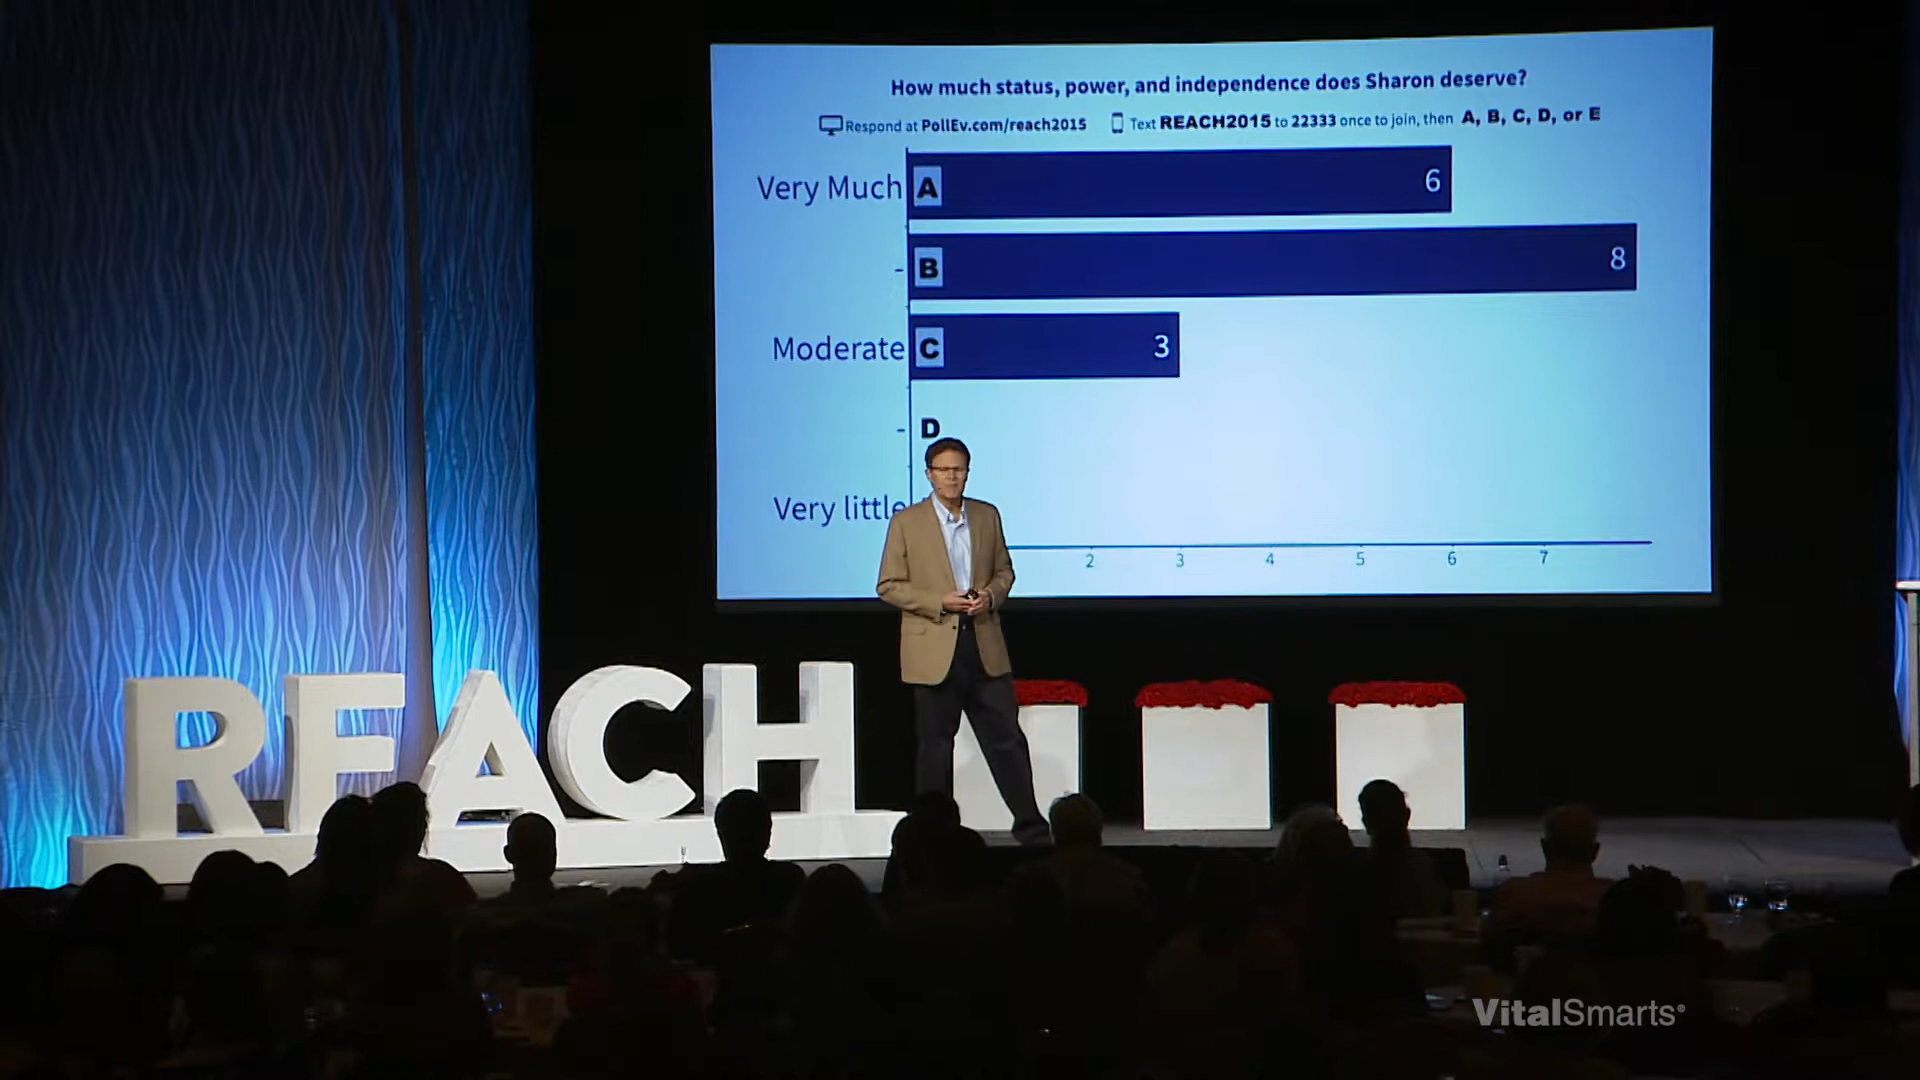 How much status, power, and independence does Sharon deserve?
Respond at PollEv.com/reach2015 Text REACH2015 to 22333 once to join, then A, B, C, D, or E
Very Much A 6
- B 8
Moderate C 3
- D
Very little
2 3 4 5 6 7
REACH
VitalSmarts®